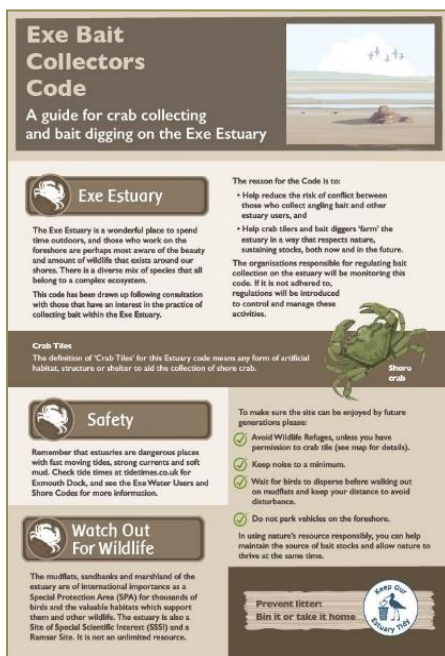 Exe Bait
Collectors
Code
A guide for crab collecting
and bait digging on the Exe Estuary
Exe Estuary
The Exe Estuary is a wonderful place to spend
time outdoors, and those who work on the
foreshore are perhaps most aware of the beauty
and amount of wildlife that exists around our
shores. There is a diverse mix of species that all
belong to a complex ecosystem.
This code has been drawn up following consultation
with those that have an interest in the practice of
collecting bait within the Exe Estuary.
The reason for the Code is to:
• Help reduce the risk of conflict between
those who collect angling bait and other
estuary users, and
• Help crab tilers and bait diggers 'farm' the
estuary in a way that respects nature,
sustaining stocks, both now and in the future.
The organisations responsible for regulating bait
collection on the estuary will be monitoring this
code. If it is not adhered to,
regulations will be introduced
to control and manage these
activities.
Crab Tiles
The definition of 'Crab Tiles' for this Estuary code means any form of artificial
habitat, structure or shelter to aid the collection of shore crab.
Shore
crab
Safety
Remember that estuaries are dangerous places
with fast moving tides, strong currents and soft
mud. Check tide times at tidetimes.co.uk for
Exmouth Dock, and see the Exe Water Users and
Shore Codes for more information.
Watch Out
For Wildlife
The mudflats, sandbanks and marshland of the
estuary are of international importance as a
Special Protection Area (SPA) for thousands of
birds and the valuable habitats which support
them and other wildlife. The estuary is also a
Site of Special Scientific Interest (SSSI) and a
Ramsar Site. It is not an unlimited resource.
To make sure the site can be enjoyed by future
generations please:
Avoid Wildlife Refuges, unless you have
permission to crab tile (see map for details).
Keep noise to a minimum.
Wait for birds to disperse before walking out
on mudflats and keep your distance to avoid
disturbance.
Do not park vehicles on the foreshore.
In using nature's resource responsibly, you can help
maintain the source of bait stocks and allow nature to
thrive at the same time.
Prevent litter:
Bin it or take it home
Keep Our
Estuary Tidy